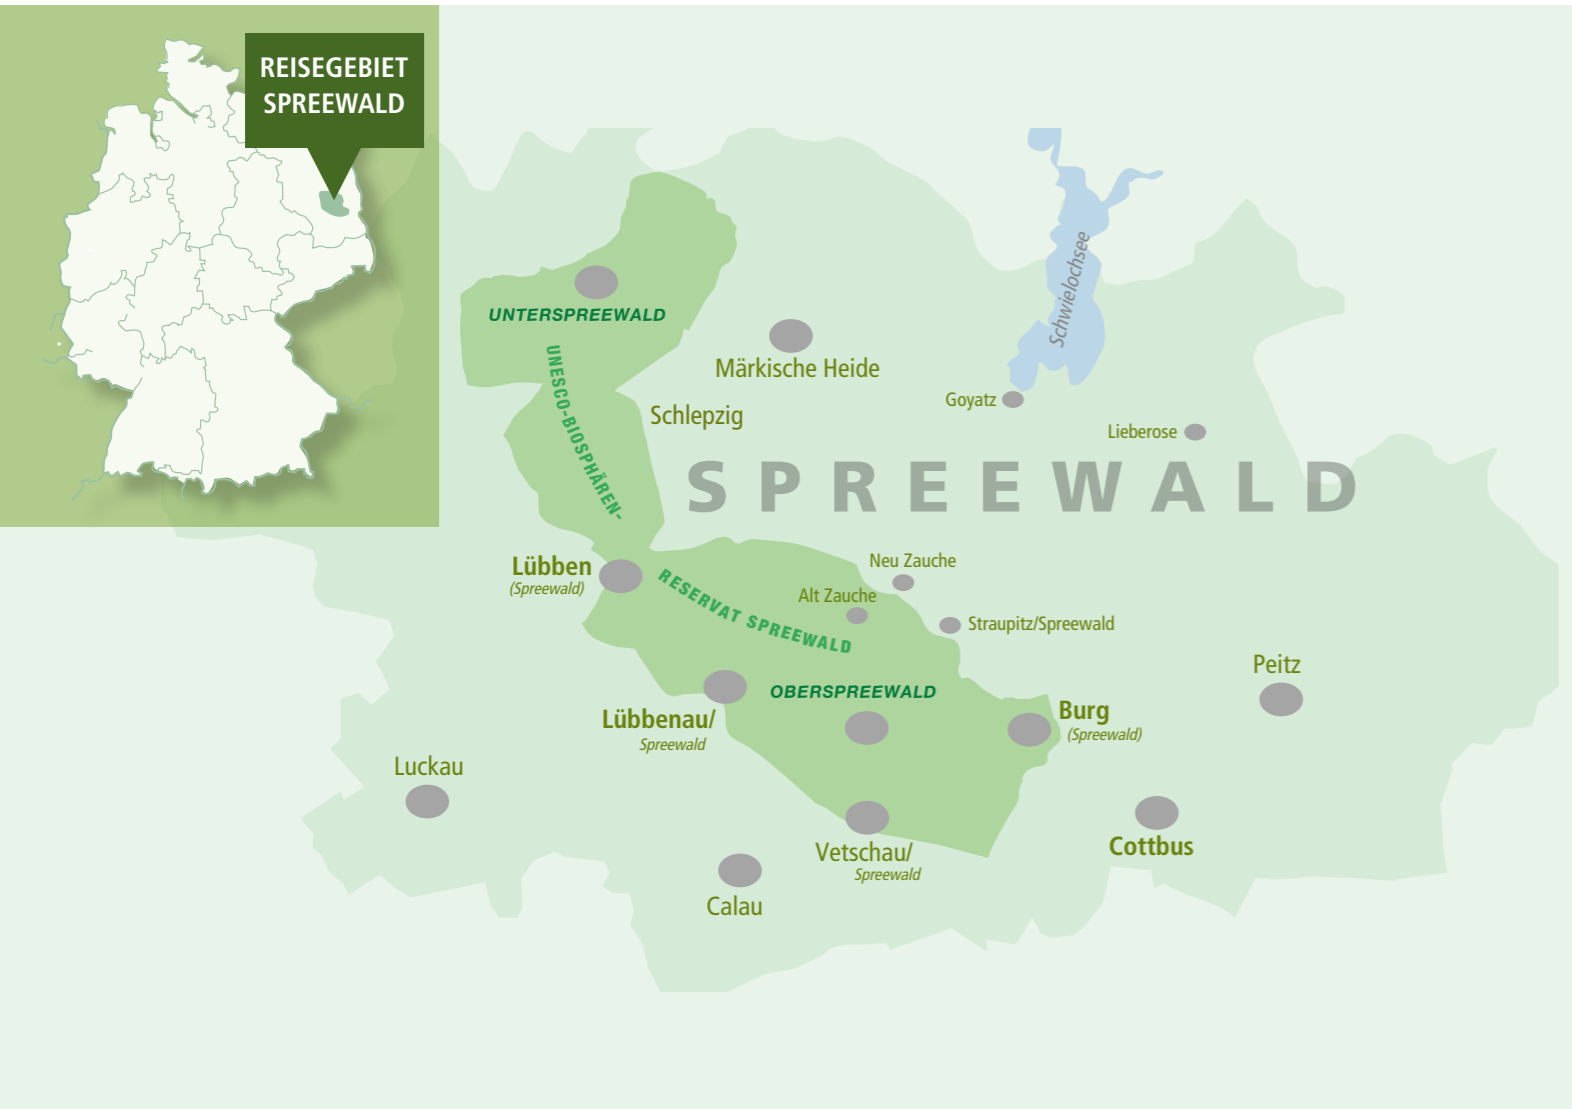 REISEGEBIET
SPREEWALD
Schwielochsee
UNTERSPREEWALD
UNESCO-BIOSPHÄREN-
Märkische Heide
Schlepzig
Goyatz
Lieberose
SPREEWALD
Lübben
(Spreewald)
RESERVAT SPREEWALD
Neu Zauche
Alt Zauche
Straupitz/Spreewald
Peitz
OBERSPREEWALD
Lübbenau/
Spreewald
Burg
(Spreewald)
Luckau
Vetschau/
Spreewald
Cottbus
Calau